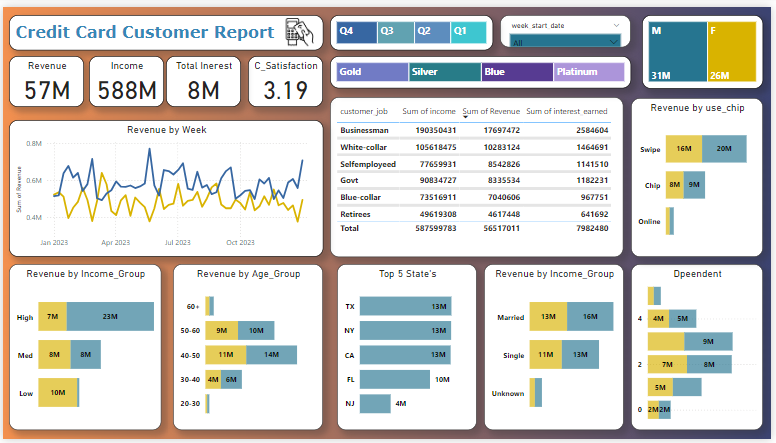 Credit Card Customer Report
Q4 Q3 Q2 Q1
week_start_date
All
M F
31M 26M
Revenue Income Total Inerest C_Satisfaction
57M 588M 8M 3.19
Gold Silver Blue Platinum
Revenue by Week
0.8M
0.6M
0.4M
Sum of Revenue
Jan 2023 Apr 2023 Jul 2023 Oct 2023
customer_job Sum of income Sum of Revenue Sum of interest_earned
Businessman 190350431 17697472 2584604
White-collar 105618475 10283124 1464691
Selfemployeed 77659931 8542826 1141510
Govt 90834727 8335534 1182231
Blue-collar 73516911 7040606 967751
Retirees 49619308 4617448 641692
Total 587599783 56517011 7982480
Revenue by use_chip
Swipe 16M 20M
Chip 8M 9M
Online
Revenue by Income_Group
High 7M 23M
Med 8M 8M
Low 10M
Revenue by Age_Group
60+
50-60 9M 10M
40-50 11M 14M
30-40 4M 6M
20-30
Top 5 State's
TX 13M
NY 13M
CA 13M
FL 10M
NJ 4M
Revenue by Income_Group
Married 13M 16M
Single 11M 13M
Unknown
Dpeendent
4 4M 5M
9M
2 7M 8M
5M
0 2M 2M